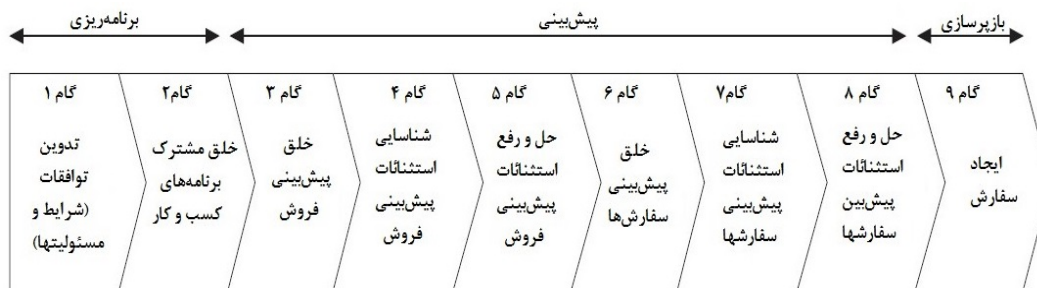 برنامه‌ریزی
پیش‌بینی
بازپرسازی
گام ۱
تدوین
توافقات
(شرایط و
مسئولیتها)
گام۲
خلق مشترک
برنامه‌های
کسب و کار
گام ۳
خلق
پیش‌بینی
فروش
گام ۴
شناسایی
استثنائات
پیش‌بینی
فروش
گام ۵
حل و رفع
استثنائات
پیش‌بینی
فروش
گام ۶
خلق
پیش‌بینی
سفارش‌ها
گام۷
شناسایی
استثنائات
پیش‌بینی
سفارشها
گام ۸
حل و رفع
استثنائات
پیش‌بین
سفارشها
گام ۹
ایجاد
سفارش